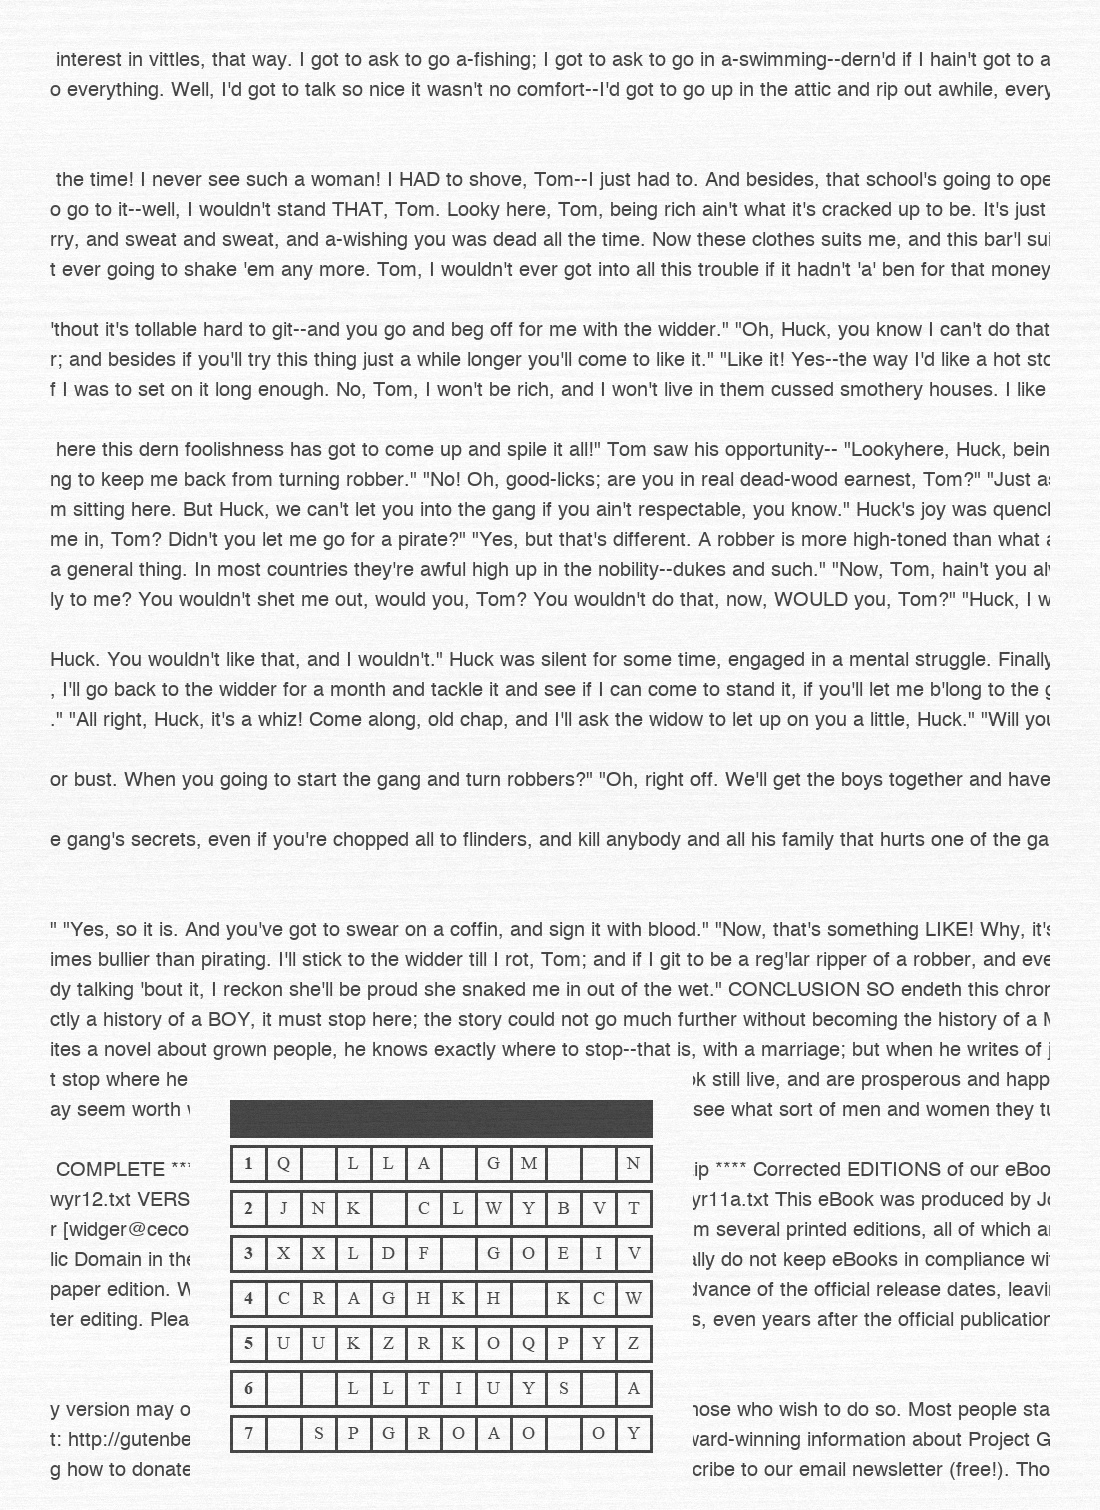 interest in vittles, that way. I got to ask to go a-fishing; I got to ask to go in a-swimming--dern'd if I hain't got to a
o everything. Well, I'd got to talk so nice it wasn't no comfort--I'd got to go up in the attic and rip out awhile, every
the time! I never see such a woman! I HAD to shove, Tom--I just had to. And besides, that school's going to ope
o go to it--well, I wouldn't stand THAT, Tom. Looky here, Tom, being rich ain't what it's cracked up to be. It's just
rry, and sweat and sweat, and a-wishing you was dead all the time. Now these clothes suits me, and this bar'l sui
t ever going to shake 'em any more. Tom, I wouldn't ever got into all this trouble if it hadn't 'a' ben for that money
'thout it's tollable hard to git--and you go and beg off for me with the widder." "Oh, Huck, you know I can't do that
r; and besides if you'll try this thing just a while longer you'll come to like it." "Like it! Yes--the way I'd like a hot sto
f I was to set on it long enough. No, Tom, I won't be rich, and I won't live in them cussed smothery houses. I like
here this dern foolishness has got to come up and spile it all!" Tom saw his opportunity-- "Lookyhere, Huck, bein
ng to keep me back from turning robber." "No! Oh, good-licks; are you in real dead-wood earnest, Tom?" "Just as
m sitting here. But Huck, we can't let you into the gang if you ain't respectable, you know." Huck's joy was quencl
me in, Tom? Didn't you let me go for a pirate?" "Yes, but that's different. A robber is more high-toned than what a
a general thing. In most countries they're awful high up in the nobility--dukes and such." "Now, Tom, hain't you al
ly to me? You wouldn't shet me out, would you, Tom? You wouldn't do that, now, WOULD you, Tom?" "Huck, I w
Huck. You wouldn't like that, and I wouldn't." Huck was silent for some time, engaged in a mental struggle. Finally
, I'll go back to the widder for a month and tackle it and see if I can come to stand it, if you'll let me b'long to the g
." "All right, Huck, it's a whiz! Come along, old chap, and I'll ask the widow to let up on you a little, Huck." "Will you
or bust. When you going to start the gang and turn robbers?" "Oh, right off. We'll get the boys together and have
e gang's secrets, even if you're chopped all to flinders, and kill anybody and all his family that hurts one of the ga
" "Yes, so it is. And you've got to swear on a coffin, and sign it with blood." "Now, that's something LIKE! Why, it's
imes bullier than pirating. I'll stick to the widder till I rot, Tom; and if I git to be a reg'lar ripper of a robber, and eve
dy talking 'bout it, I reckon she'll be proud she snaked me in out of the wet." CONCLUSION SO endeth this chron
ctly a history of a BOY, it must stop here; the story could not go much further without becoming the history of a M
ites a novel about grown people, he knows exactly where to stop--that is, with a marriage; but when he writes of j
t stop where he ok still live, and are prosperous and happ
ay seem worth see what sort of men and women they tu
COMPLETE *** ip **** Corrected EDITIONS of our eBoo
wyr12.txt VERS yr11a.txt This eBook was produced by Jo
r [widger@ceco m several printed editions, all of which a
lic Domain in the ally do not keep eBooks in compliance wi
paper edition. W dvance of the official release dates, leavi
ter editing. Plea s, even years after the official publication
y version may o hose who wish to do so. Most people sta
t: http://gutenbe ward-winning information about Project G
g how to donate cribe to our email newsletter (free!). Tho
1 Q L L A G M N
2 J N K C L W Y B V T
3 X X L D F G O E I V
4 C R A G H K H K C W
5 U U K Z R K O Q P Y Z
6 L L T I U Y S A
7 S P G R O A O O Y